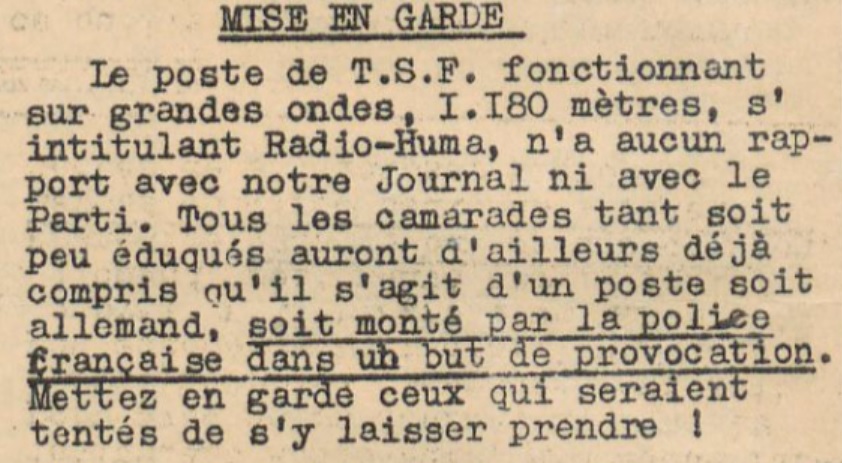 MISE EN GARDE
Le poste de T.S.F. fonctionnant
sur grandes ondes, I.I80 mètres, s'
intitulant Radio-Huma, n'a aucun rap-
port avec notre Journal ni avec le
Parti. Tous les camarades tant soit
peu éduqués auront d'ailleurs déjà
compris qu'il s'agit d'un poste soit
allemand, soit monté par la police
française dans un but de provocation.
Mettez en garde ceux qui seraient
tentés de s'y laisser prendre !